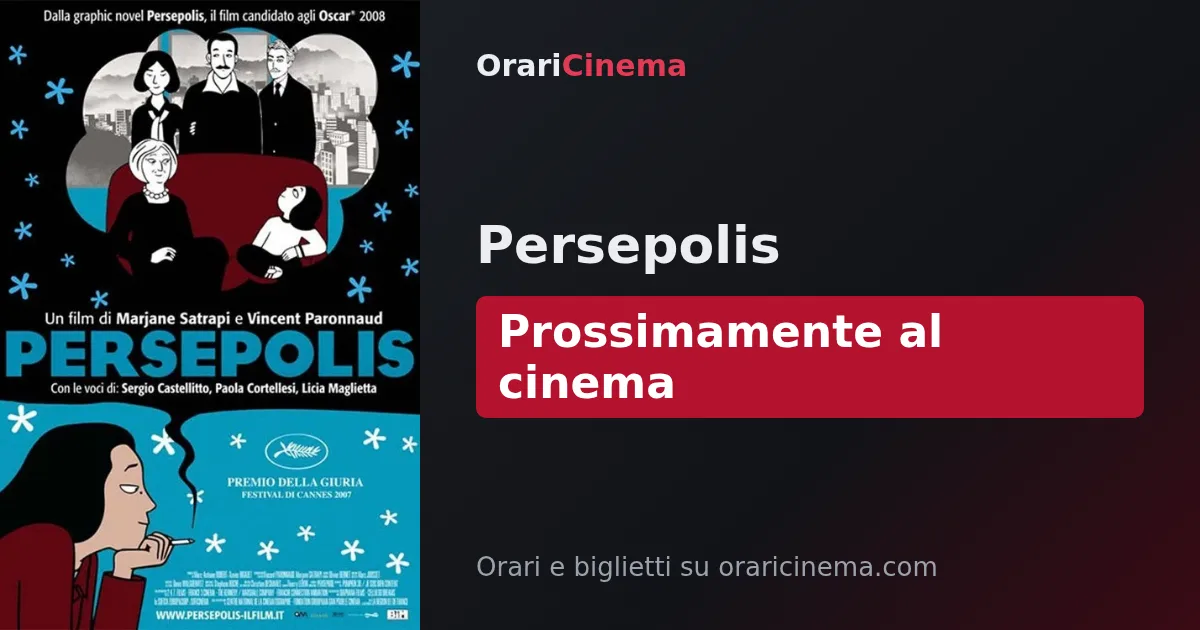 Dalla graphic novel Persepolis, il film candidato agli Oscar® 2008
Un film di Marjane Satrapi e Vincent Paronnaud
PERSEPOLIS
Con le voci di: Sergio Castellitto, Paola Cortellesi, Licia Maglietta
PREMIO DELLA GIURIA
FESTIVAL DI CANNES 2007
WWW.PERSEPOLIS-ILFILM.IT
OrariCinema
Persepolis
Prossimamente al
cinema
Orari e biglietti su oraricinema.com